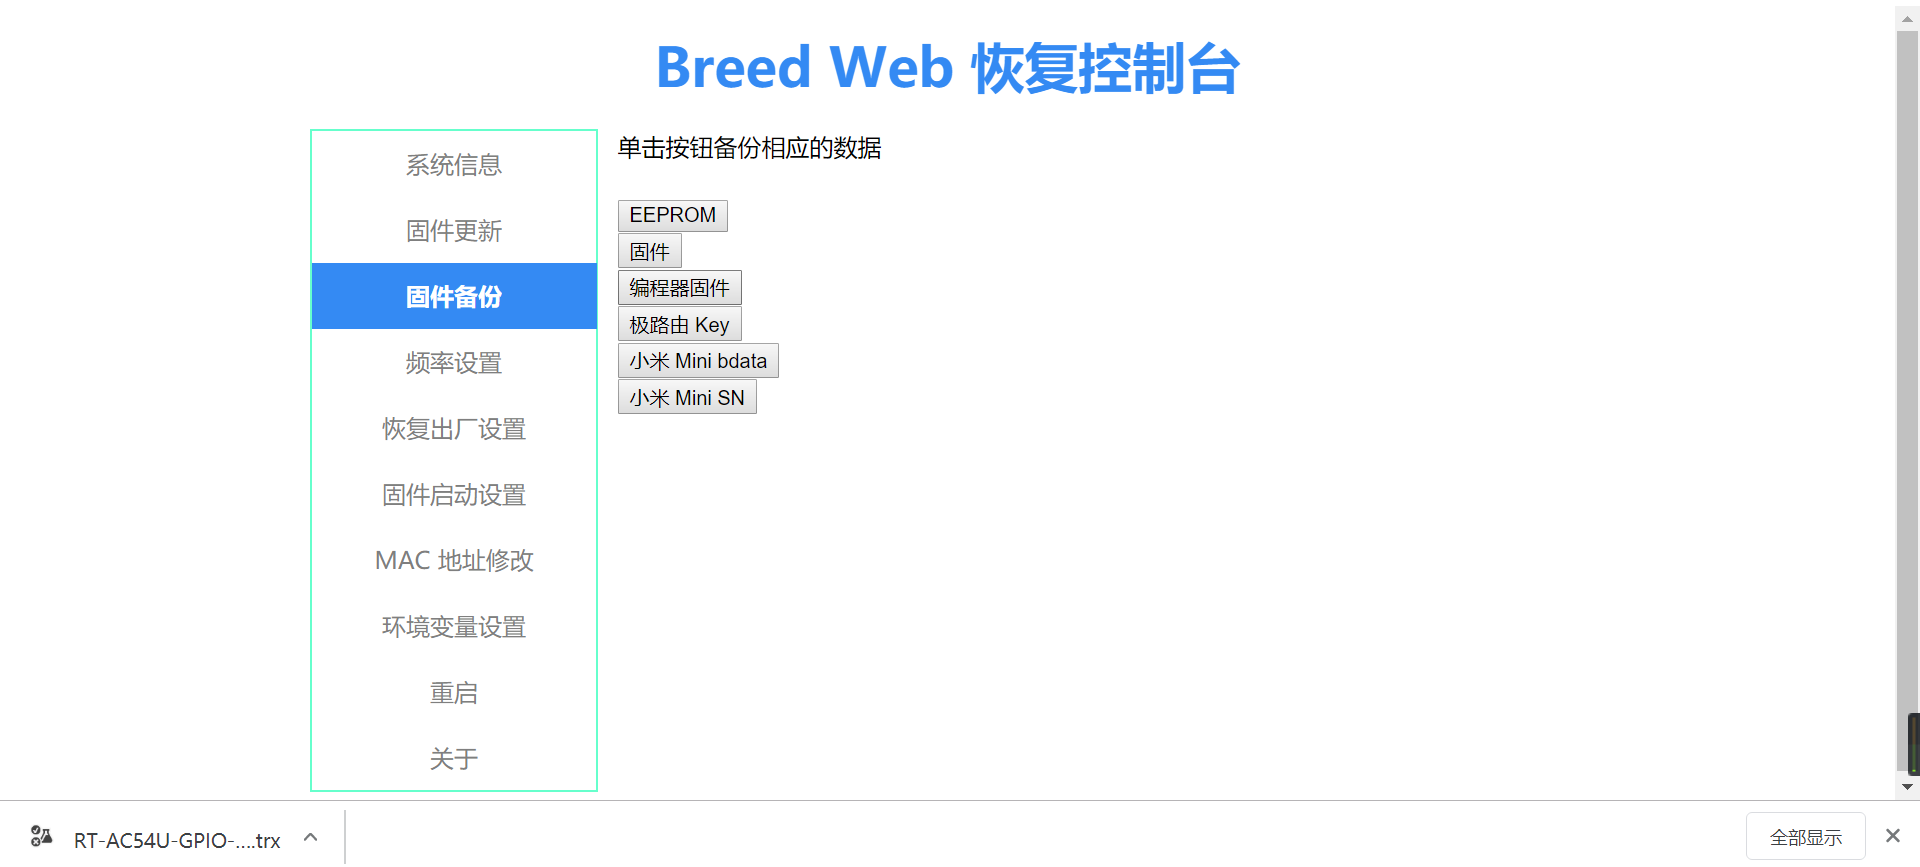 Breed Web 恢复控制台
系统信息
固件更新
固件备份
频率设置
恢复出厂设置
固件启动设置
MAC 地址修改
环境变量设置
重启
关于
单击按钮备份相应的数据
EEPROM
固件
编程器固件
极路由 Key
小米 Mini bdata
小米 Mini SN
RT-AC54U-GPIO-....trx
全部显示